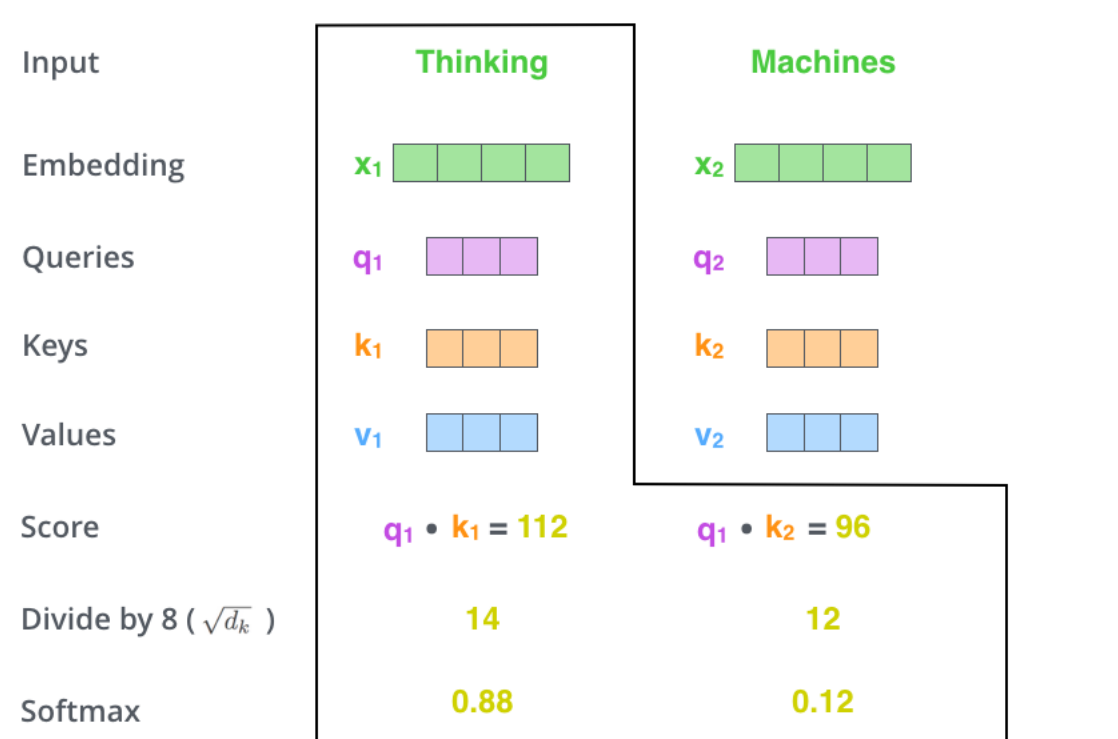 Input Thinking Machines
Embedding x₁ x₂
Queries q₁ q₂
Keys k₁ k₂
Values v₁ v₂
Score q₁ • k₁ = 112 q₁ • k₂ = 96
Divide by 8 ( √dₖ ) 14 12
Softmax 0.88 0.12